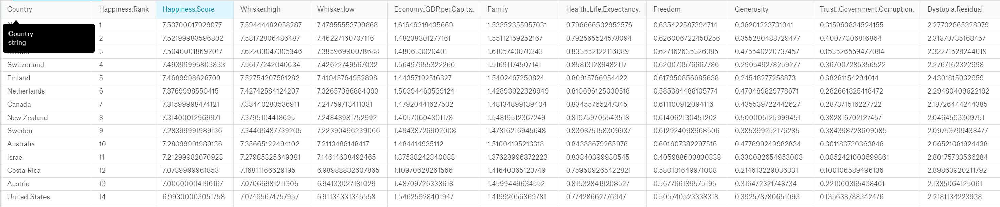 Country Happiness.Rank Happiness.Score Whisker.high Whisker.low Economy..GDP.per.Capita. Family Health..Life.Expectancy. Freedom Generosity Trust..Government.Corruption. Dystopia.Residual
1 7.53700017929077 7.59444482058287 7.47955553799868 1.61646318435669 1.53352355957031 0.796666502952576 0.635422587394714 0.36201223731041 0.315963834524155 2.27702665328979
Country
2 7.52199983596802 7.58172806486487 7.46227160707116 1.48238301277161 1.55112159252167 0.792565524578094 0.626006722450256 0.355280488729477 0.40077006816864 2.31370735168457
string
Iceland 3 7.50400018692017 7.62203047305346 7.38596990078688 1.480633020401 1.6105740070343 0.833552122116089 0.627162635326385 0.475540220737457 0.153526559472084 2.32271528244019
Switzerland 4 7.49399995803833 7.56177242040634 7.42622749567032 1.56497955322266 1.51691174507141 0.858131289482117 0.620070576667786 0.290549278259277 0.367007285356522 2.2767162322998
Finland 5 7.4689998626709 7.52754207581282 7.41045764952898 1.44357192516327 1.5402467250824 0.80915766954422 0.617950856685638 0.24548277258873 0.38261154294014 2.4301815032959
Netherlands 6 7.3769998550415 7.42742584124207 7.32657386884093 1.50394463539124 1.42893922328949 0.810696125030518 0.585384488105774 0.470489829778671 0.282661825418472 2.29480409622192
Canada 7 7.31599998474121 7.38440283536911 7.24759713411331 1.47920441627502 1.48134899139404 0.83455765247345 0.611100912094116 0.435539722442627 0.287371516227722 2.18726444244385
New Zealand 8 7.31400012969971 7.3795104418695 7.24848981752992 1.40570604801178 1.54819512367249 0.816759705543518 0.614062130451202 0.500005125999451 0.382816702127457 2.0464563369751
Sweden 9 7.28399991989136 7.34409487739205 7.22390496239066 1.49438726902008 1.47816216945648 0.830875158309937 0.612924098968506 0.385399252176285 0.384398728609085 2.09753799438477
Australia 10 7.28399991989136 7.35665122494102 7.2113486148417 1.484414935112 1.51004195213318 0.84388679265976 0.601607382297516 0.477699249982834 0.301183730363846 2.06521081924438
Israel 11 7.21299982070923 7.27985325649381 7.14614638492465 1.37538242340088 1.37628996372223 0.83840399980545 0.405988603830338 0.330082654953003 0.0852421000599861 2.80175733566284
Costa Rica 12 7.0789999961853 7.16811166629195 6.98988832607865 1.10970628261566 1.41640365123749 0.759509265422821 0.580131649971008 0.214613229036331 0.100106589496136 2.89863920211792
Austria 13 7.00600004196167 7.07066981211305 6.94133027181029 1.48709726333618 1.4599449634552 0.815328419208527 0.567766189575195 0.316472321748734 0.221060365438461 2.1385064125061
United States 14 6.99300003051758 7.07465674757957 6.91134331345558 1.54625928401947 1.41992056369781 0.77428662776947 0.505740523338318 0.392578780651093 0.135638788342476 2.2181134223938